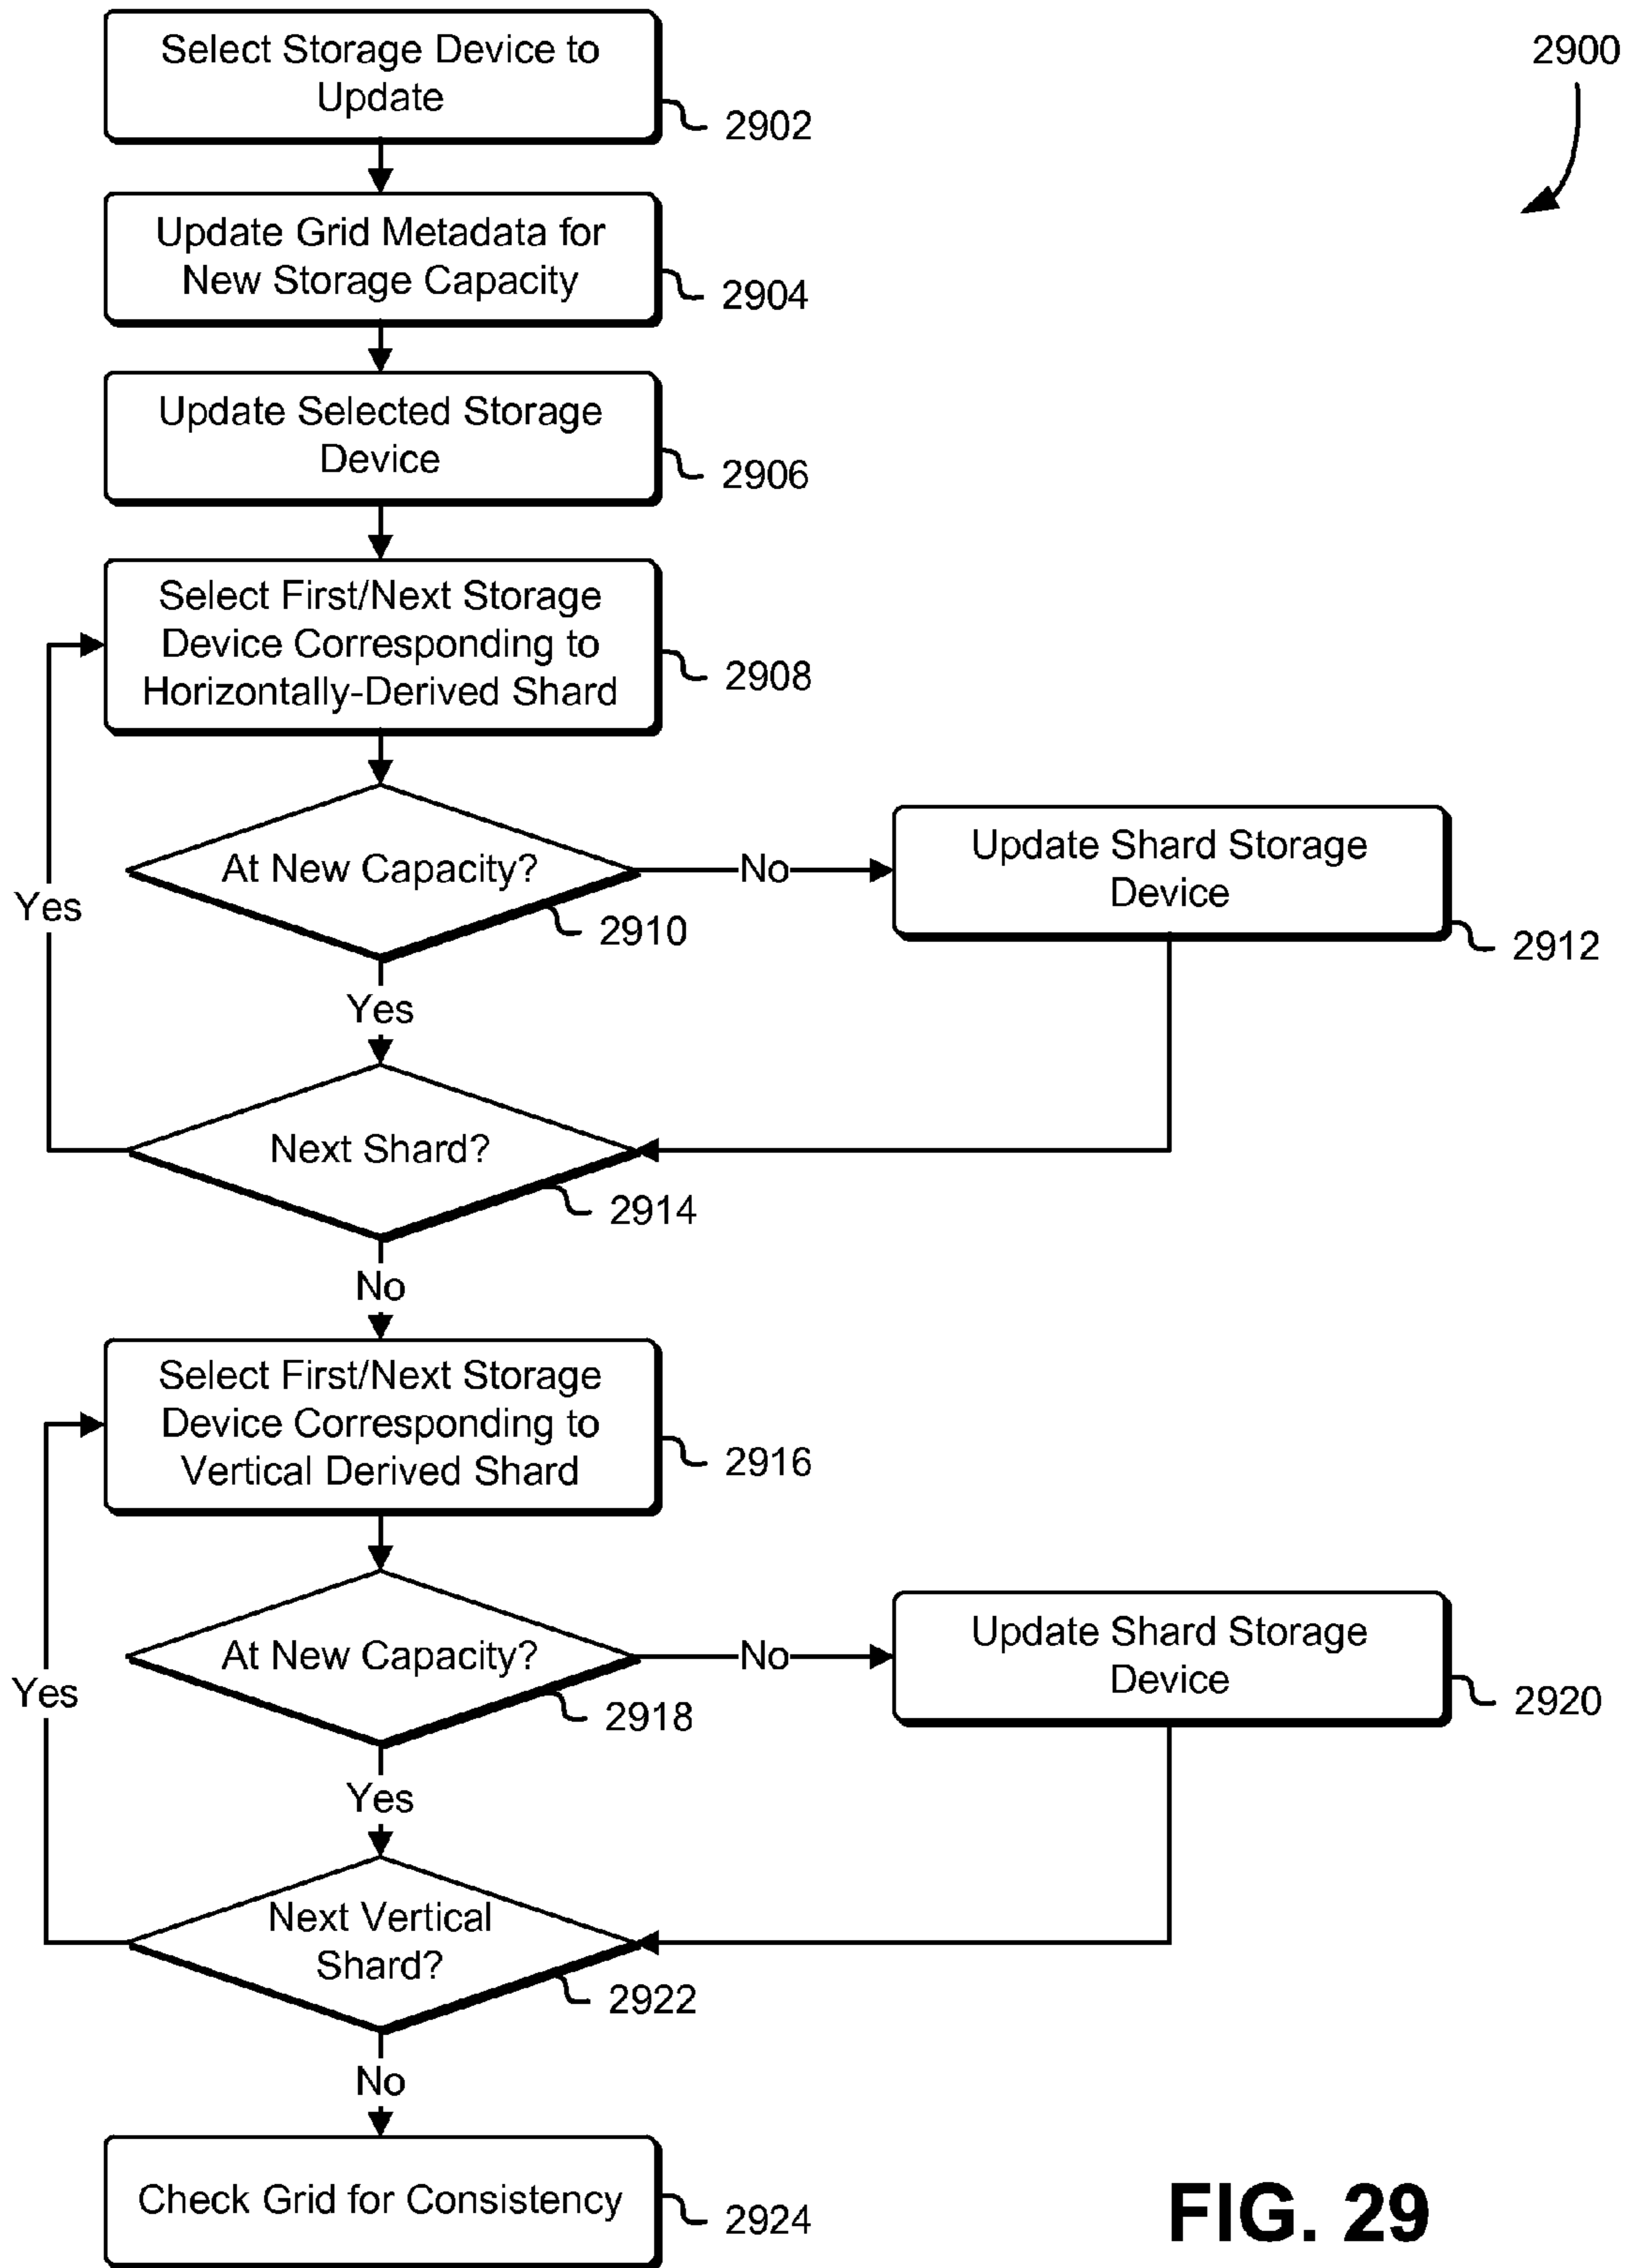 2900
Select Storage Device to
Update
2902
Update Grid Metadata for
New Storage Capacity
2904
Update Selected Storage
Device
2906
Select First/Next Storage
Device Corresponding to
Horizontally-Derived Shard
2908
At New Capacity?
2910
No
Update Shard Storage
Device
2912
Yes
Yes
Next Shard?
2914
No
Select First/Next Storage
Device Corresponding to
Vertical Derived Shard
2916
At New Capacity?
2918
No
Update Shard Storage
Device
2920
Yes
Yes
Next Vertical
Shard?
2922
No
Check Grid for Consistency
2924
FIG. 29